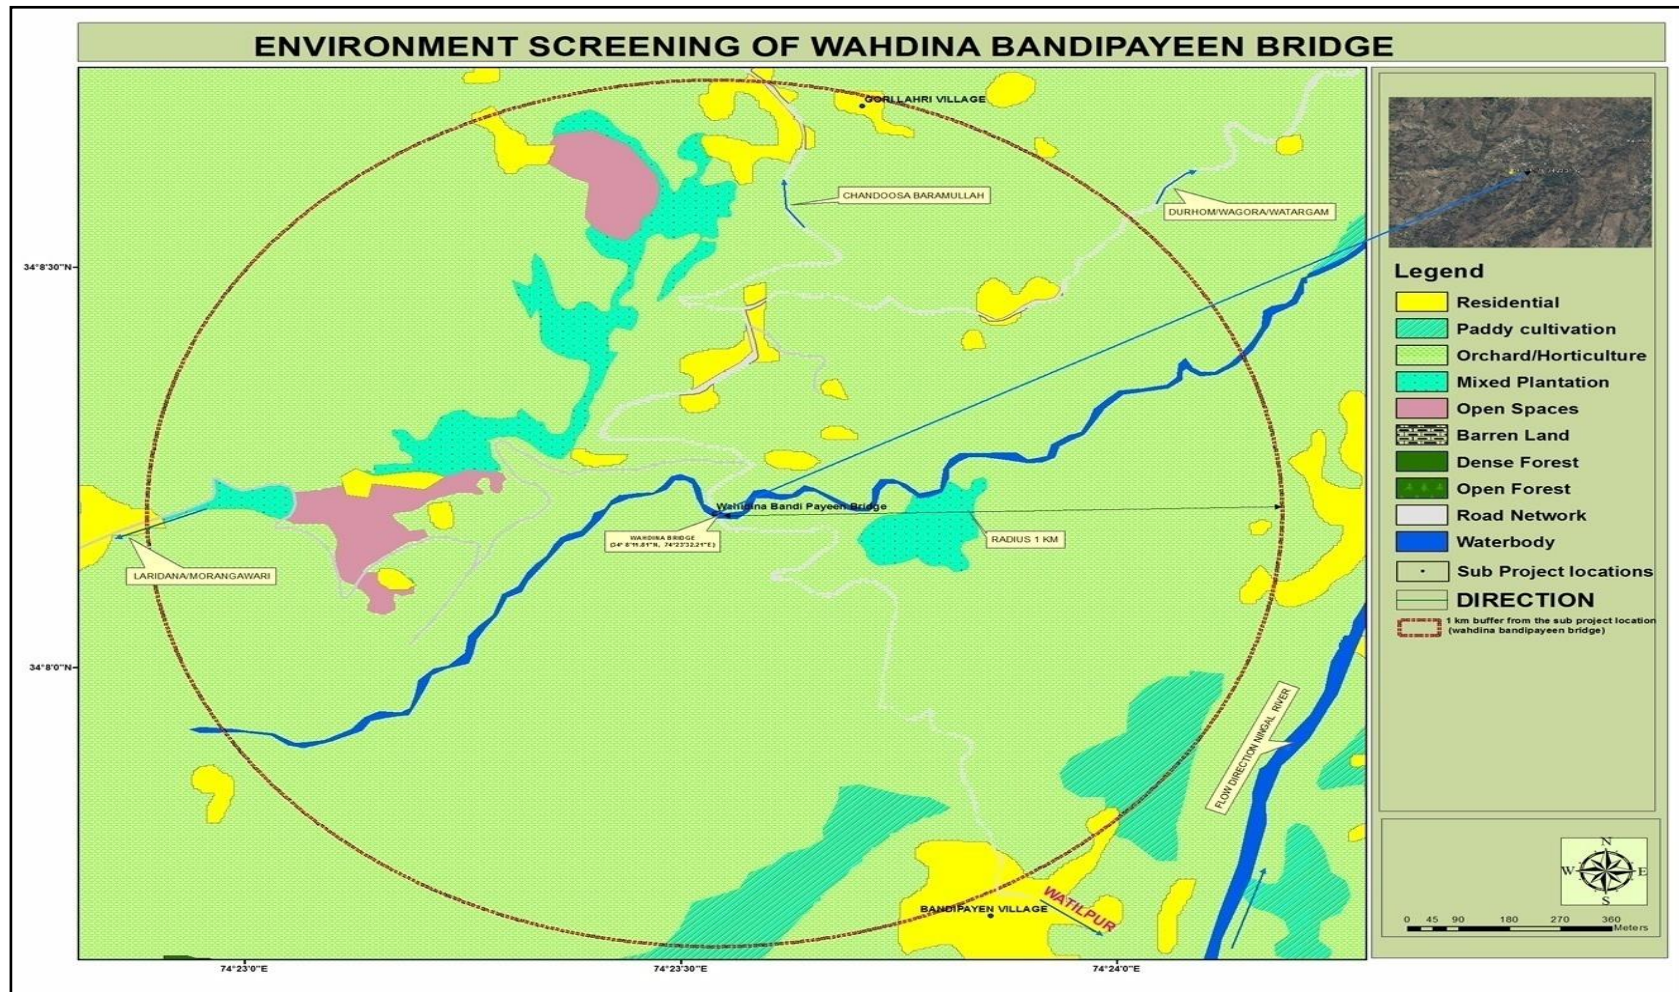 ENVIRONMENT SCREENING OF WAHDINA BANDIPAYEEN BRIDGE
GORI LAHRI VILLAGE
CHANDOOSA BARAMULLAH
DURHOM/WAGORA/WATARGAM
34°8'30"N
Wahdina Bandi Payeen Bridge
WAHDINA BRIDGE
RADIUS 1 KM
LARIDANA/MORANGAWARI
34°8'0"N
FLOW DIRECTION NINGAL RIVER
BANDIPAYEN VILLAGE
WATILPUR
74°23'0"E
74°23'30"E
74°24'0"E
Legend
Residential
Paddy cultivation
Orchard/Horticulture
Mixed Plantation
Open Spaces
Barren Land
Dense Forest
Open Forest
Road Network
Waterbody
Sub Project locations
DIRECTION
1 km buffer from the sub project location
(wahdina bandipayeen bridge)
N
W E
S
0 45 90 180 270 360
Meters